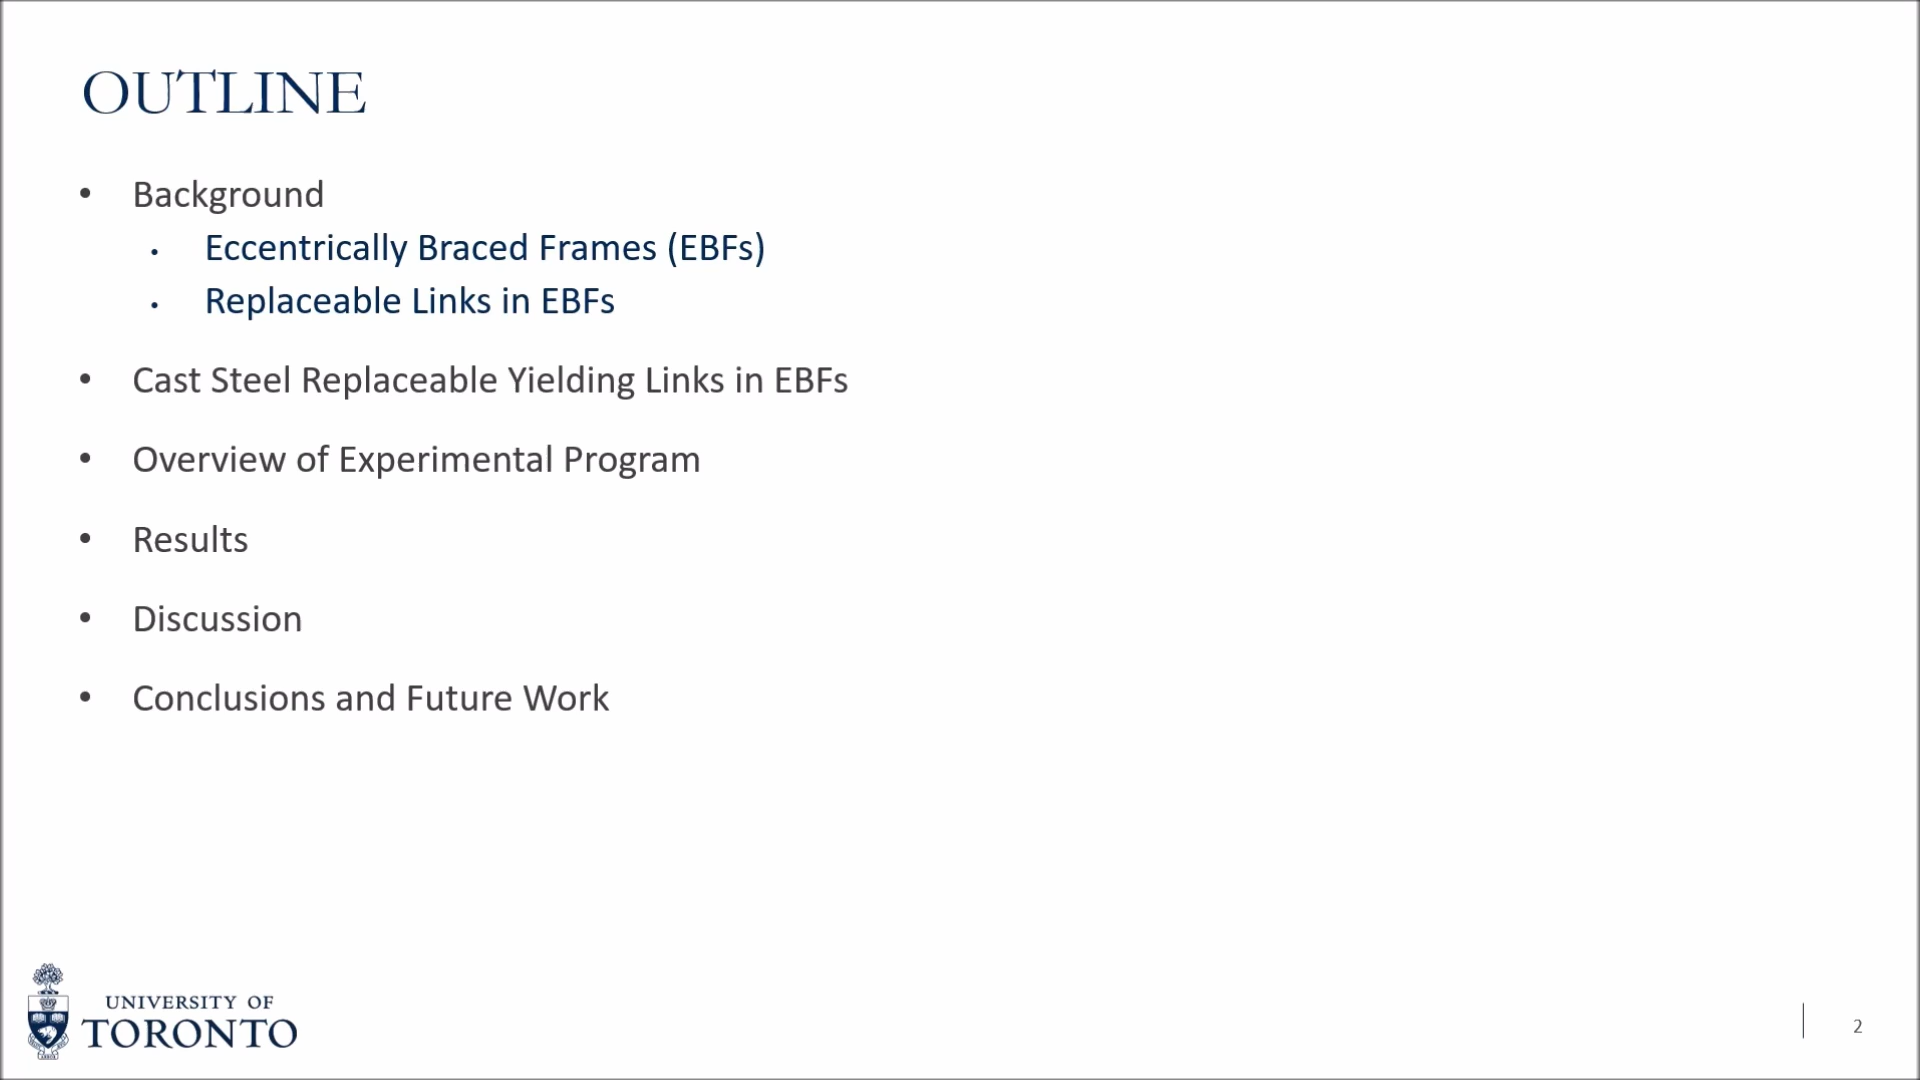 OUTLINE
• Background
• Eccentrically Braced Frames (EBFs)
• Replaceable Links in EBFs
• Cast Steel Replaceable Yielding Links in EBFs
• Overview of Experimental Program
• Results
• Discussion
• Conclusions and Future Work
UNIVERSITY OF
TORONTO
2